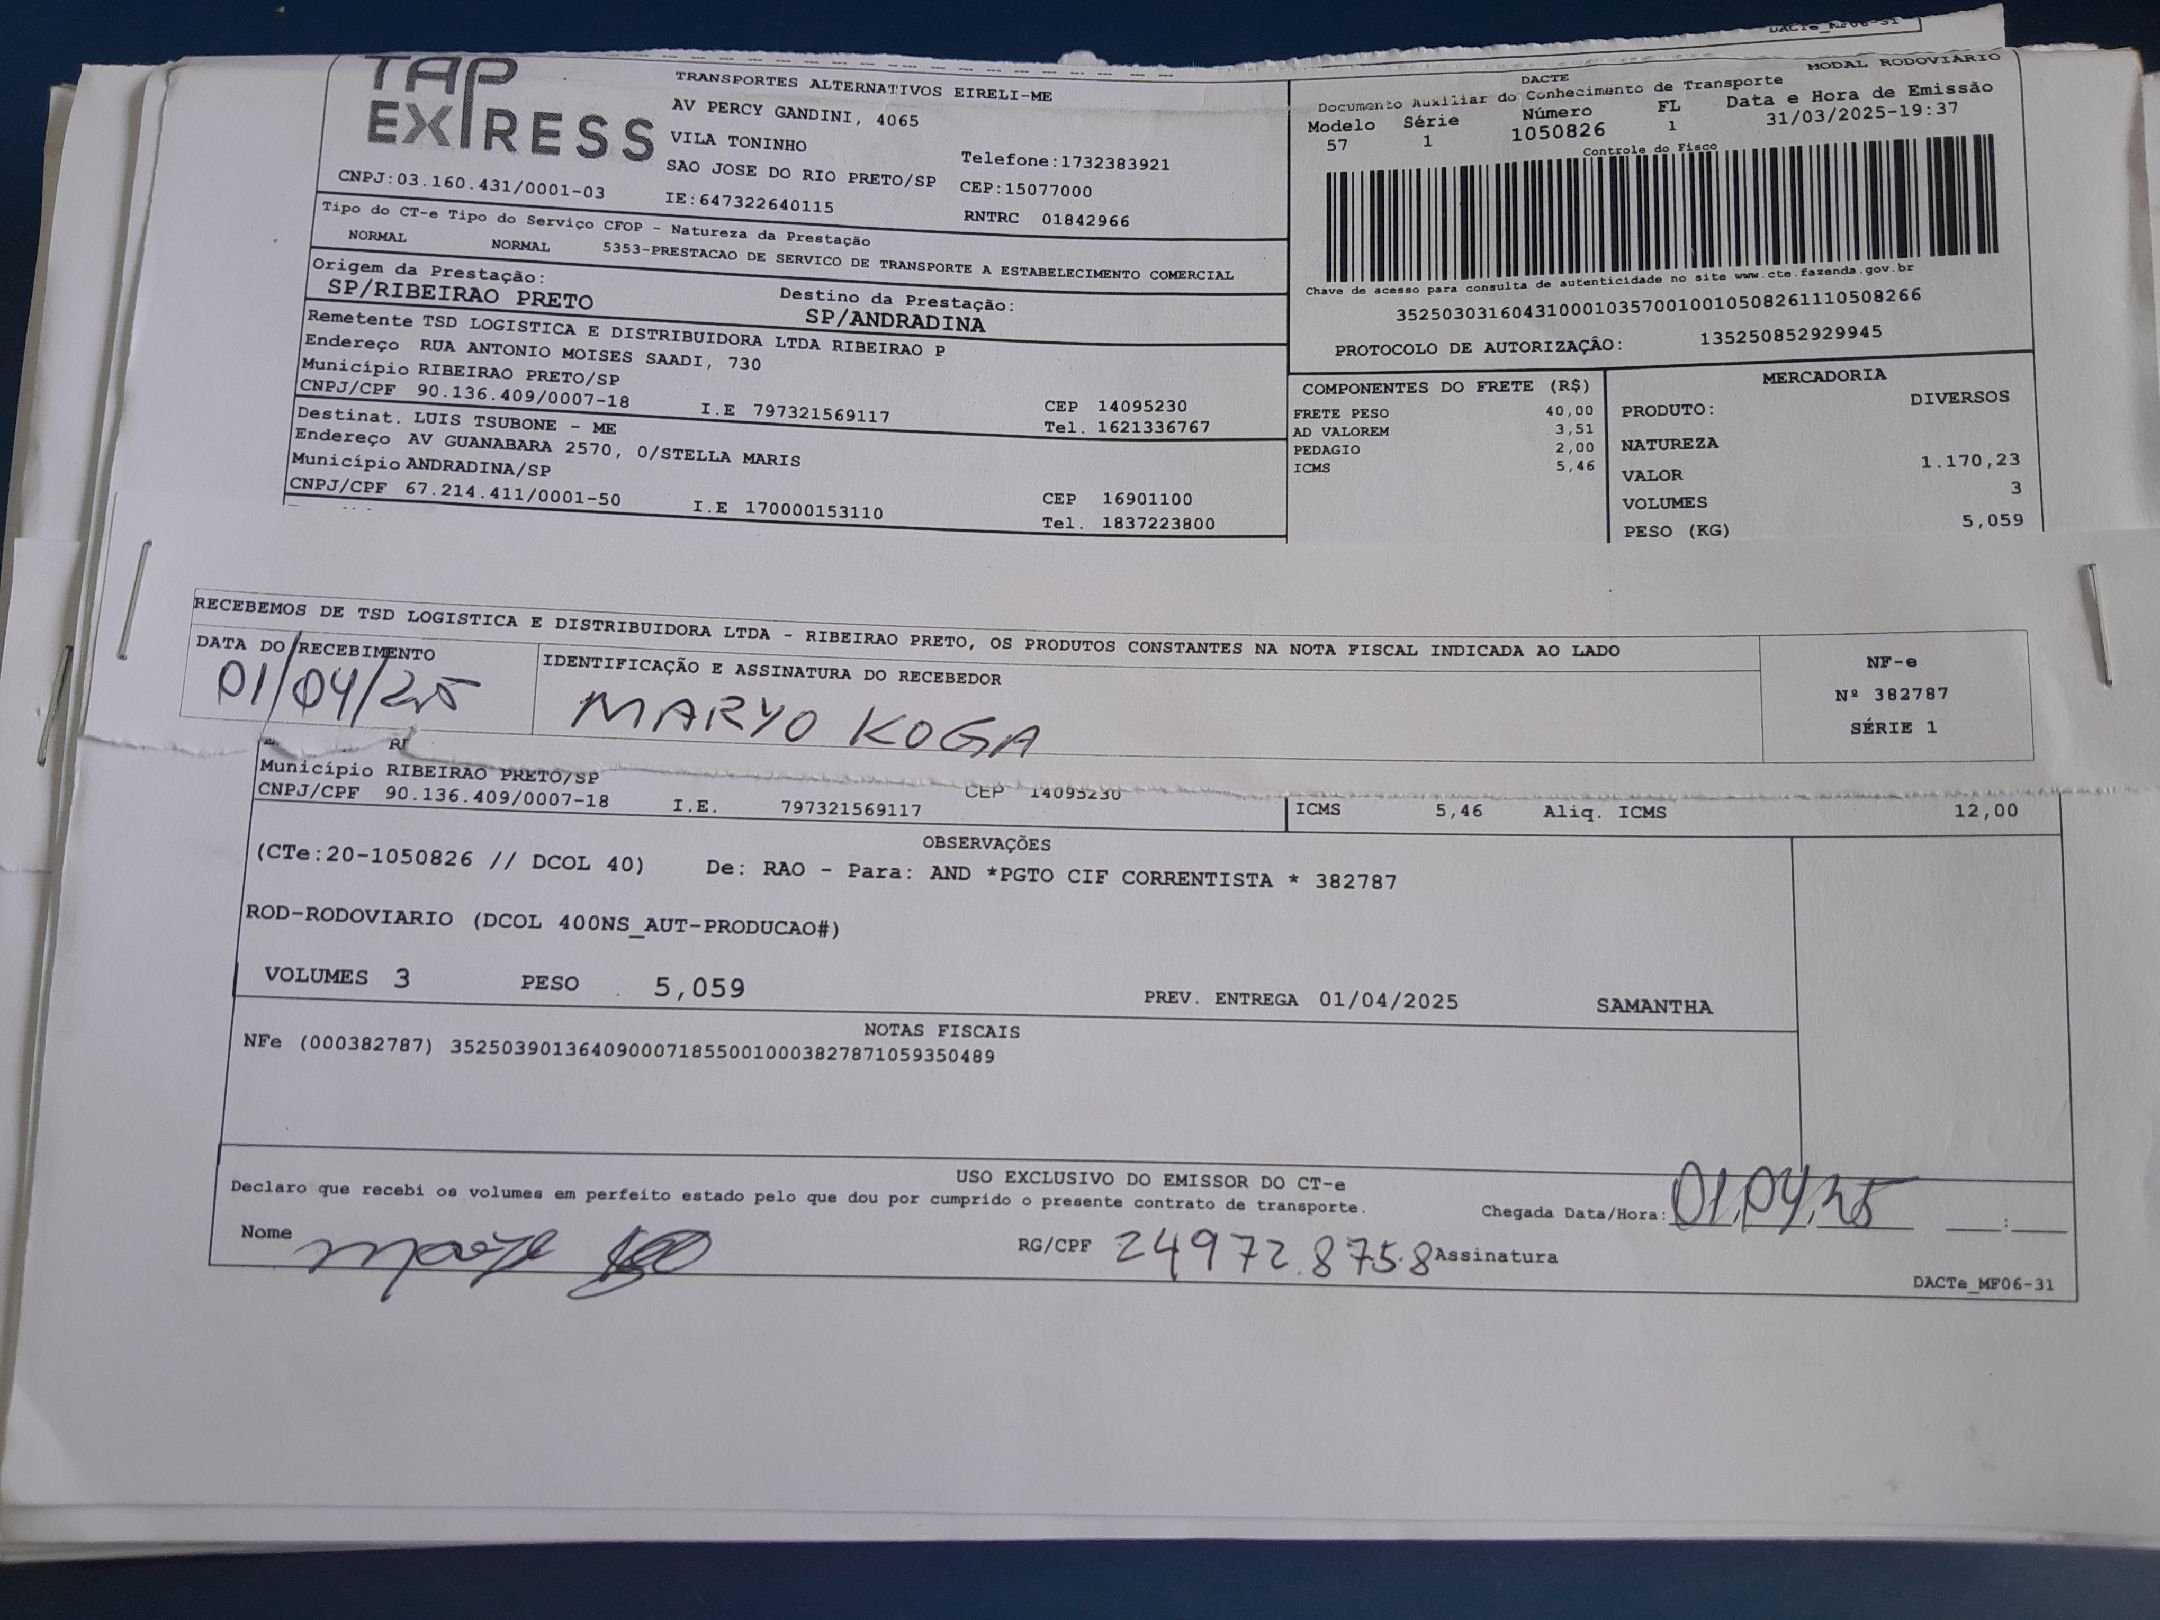 DACTe_MF06-31
MODAL RODOVIÁRIO
TAP
EXPRESS
TRANSPORTES ALTERNATIVOS EIRELI-ME
AV PERCY GANDINI, 4065
VILA TONINHO
SAO JOSE DO RIO PRETO/SP
Telefone:1732383921
CEP:15077000
CNPJ:03.160.431/0001-03
IE:647322640115
RNTRC 01842966
DACTE
Documento Auxiliar do Conhecimento de Transporte
Modelo Série Número FL Data e Hora de Emissão
57 1 1050826 1 31/03/2025-19:37
Controle do Fisco
Chave de acesso para consulta de autenticidade no site www.cte.fazenda.gov.br
35250303160431000103570010010508261110508266
PROTOCOLO DE AUTORIZAÇÃO: 135250852929945
Tipo do CT-e Tipo do Serviço CFOP - Natureza da Prestação
NORMAL NORMAL 5353-PRESTACAO DE SERVICO DE TRANSPORTE A ESTABELECIMENTO COMERCIAL
Origem da Prestação: Destino da Prestação:
SP/RIBEIRAO PRETO SP/ANDRADINA
Remetente TSD LOGISTICA E DISTRIBUIDORA LTDA RIBEIRAO P
Endereço RUA ANTONIO MOISES SAADI, 730
Município RIBEIRAO PRETO/SP CEP 14095230
CNPJ/CPF 90.136.409/0007-18 I.E 797321569117 Tel. 1621336767
Destinat. LUIS TSUBONE - ME
Endereço AV GUANABARA 2570, 0/STELLA MARIS
Município ANDRADINA/SP CEP 16901100
CNPJ/CPF 67.214.411/0001-50 I.E 170000153110 Tel. 1837223800
COMPONENTES DO FRETE (R$)
FRETE PESO 40,00
AD VALOREM 3,51
PEDAGIO 2,00
ICMS 5,46
MERCADORIA
PRODUTO: DIVERSOS
NATUREZA
VALOR 1.170,23
VOLUMES 3
PESO (KG) 5,059
RECEBEMOS DE TSD LOGISTICA E DISTRIBUIDORA LTDA - RIBEIRAO PRETO, OS PRODUTOS CONSTANTES NA NOTA FISCAL INDICADA AO LADO
DATA DO RECEBIMENTO IDENTIFICAÇÃO E ASSINATURA DO RECEBEDOR
01/04/25 MARYO KOGA
NF-e
Nº 382787
SÉRIE 1
Município RIBEIRAO PRETO/SP CEP 14095230
CNPJ/CPF 90.136.409/0007-18 I.E. 797321569117
ICMS 5,46 Aliq. ICMS 12,00
OBSERVAÇÕES
(CTe:20-1050826 // DCOL 40) De: RAO - Para: AND *PGTO CIF CORRENTISTA * 382787
ROD-RODOVIARIO (DCOL 400NS_AUT-PRODUCAO#)
VOLUMES 3 PESO 5,059 PREV. ENTREGA 01/04/2025 SAMANTHA
NOTAS FISCAIS
NFe (000382787) 35250390136409000718550010003827871059350489
USO EXCLUSIVO DO EMISSOR DO CT-e
Declaro que recebi os volumes em perfeito estado pelo que dou por cumprido o presente contrato de transporte.
Chegada Data/Hora: 01,04,25 :
Nome RG/CPF 24972.875.8 Assinatura
DACTe_MF06-31